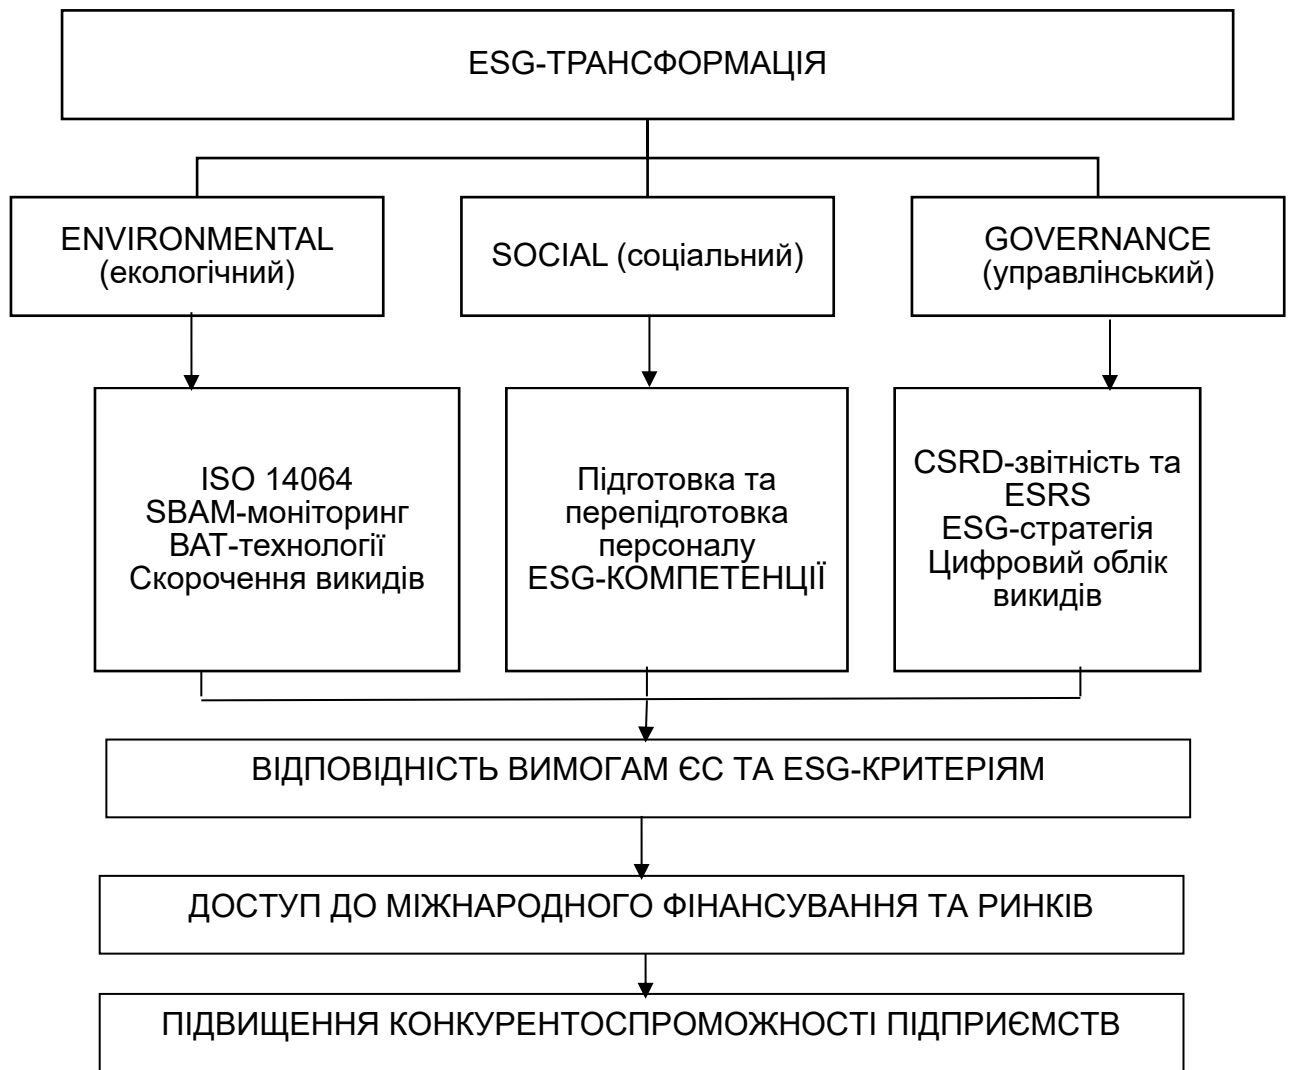 ESG-ТРАНСФОРМАЦІЯ
ENVIRONMENTAL
(екологічний)
SOCIAL (соціальний)
GOVERNANCE
(управлінський)
ISO 14064
SBAM-моніторинг
BAT-технології
Скорочення викидів
Підготовка та
перепідготовка
персоналу
ESG-КОМПЕТЕНЦІЇ
CSRD-звітність та
ESRS
ESG-стратегія
Цифровий облік
викидів
ВІДПОВІДНІСТЬ ВИМОГАМ ЄС ТА ESG-КРИТЕРІЯМ
ДОСТУП ДО МІЖНАРОДНОГО ФІНАНСУВАННЯ ТА РИНКІВ
ПІДВИЩЕННЯ КОНКУРЕНТОСПРОМОЖНОСТІ ПІДПРИЄМСТВ